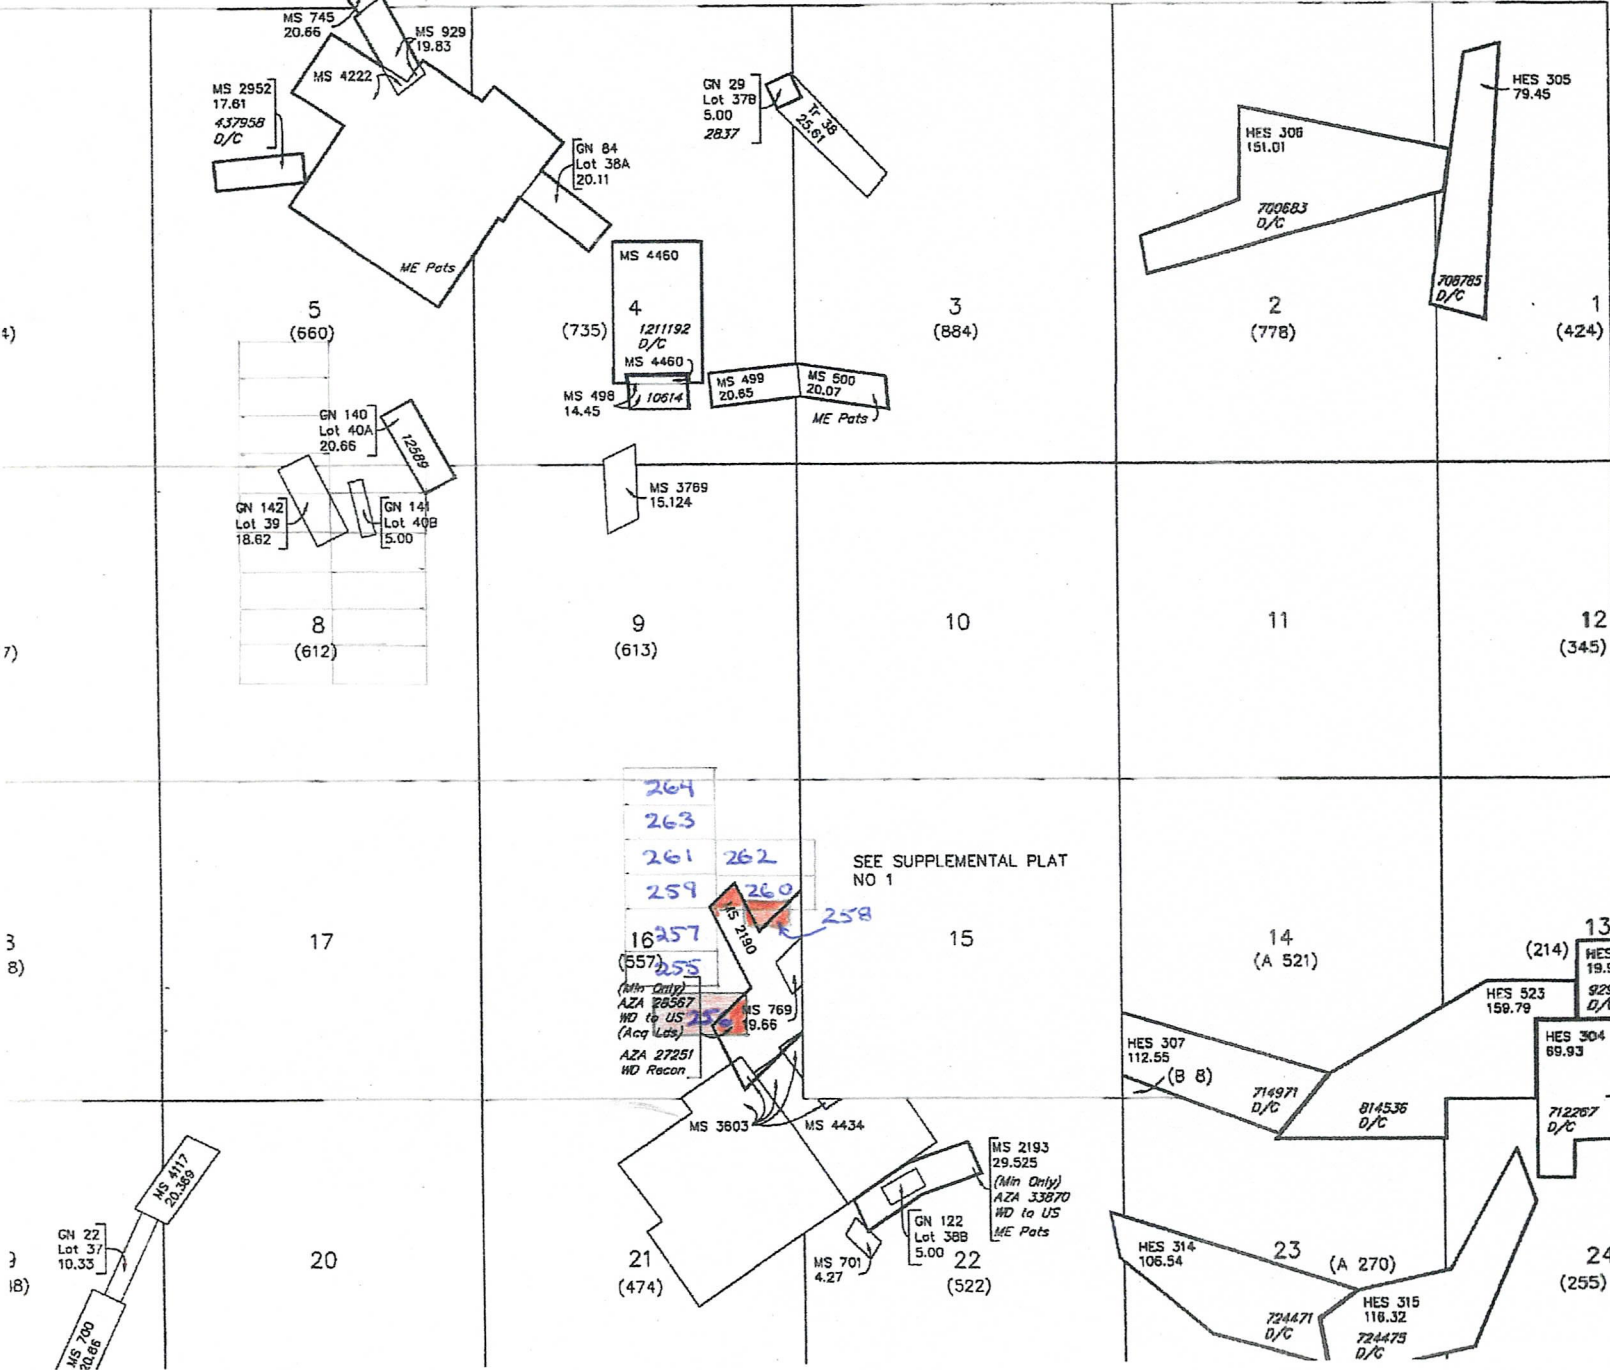 MS 745
20.66
MS 929
19.83
MS 4222
MS 2952
17.61
437958
D/C
GN 84
Lot 38A
20.11
ME Pats
GN 29
Lot 37B
5.00
2837
Tr 38
25.61
HES 305
79.45
HES 306
151.01
700683
D/C
708785
D/C
5
(660)
MS 4460
4
(735)
1211192
D/C
MS 4460
MS 498
14.45
10614
MS 499
20.65
MS 500
20.07
ME Pats
3
(884)
2
(778)
1
(424)
4)
GN 140
Lot 40A
20.66
12589
GN 142
Lot 39
18.62
GN 141
Lot 40B
5.00
MS 3769
15.124
7)
8
(612)
9
(613)
10
11
12
(345)
264
263
261 262
259 260
258
257
255
256
SEE SUPPLEMENTAL PLAT
NO 1
8)
17
16
(557)
MS 2190
(Min Only)
AZA 28567
WD to US
(Acq Lds)
AZA 27251
WD Recon
MS 769
19.66
15
14
(A 521)
13
(214)
HES
19.5
929
D/
HES 523
159.79
HES 304
69.93
HES 307
112.55
(B 8)
714971
D/C
814536
D/C
712267
D/C
MS 3603
MS 4434
MS 4117
20.369
GN 22
Lot 37
10.33
MS 700
20.66
18)
20
21
(474)
MS 2193
29.525
(Min Only)
AZA 33870
WD to US
ME Pats
GN 122
Lot 38B
5.00
MS 701
4.27
22
(522)
HES 314
106.54
23
(A 270)
724471
D/C
HES 315
116.32
724475
D/C
24
(255)